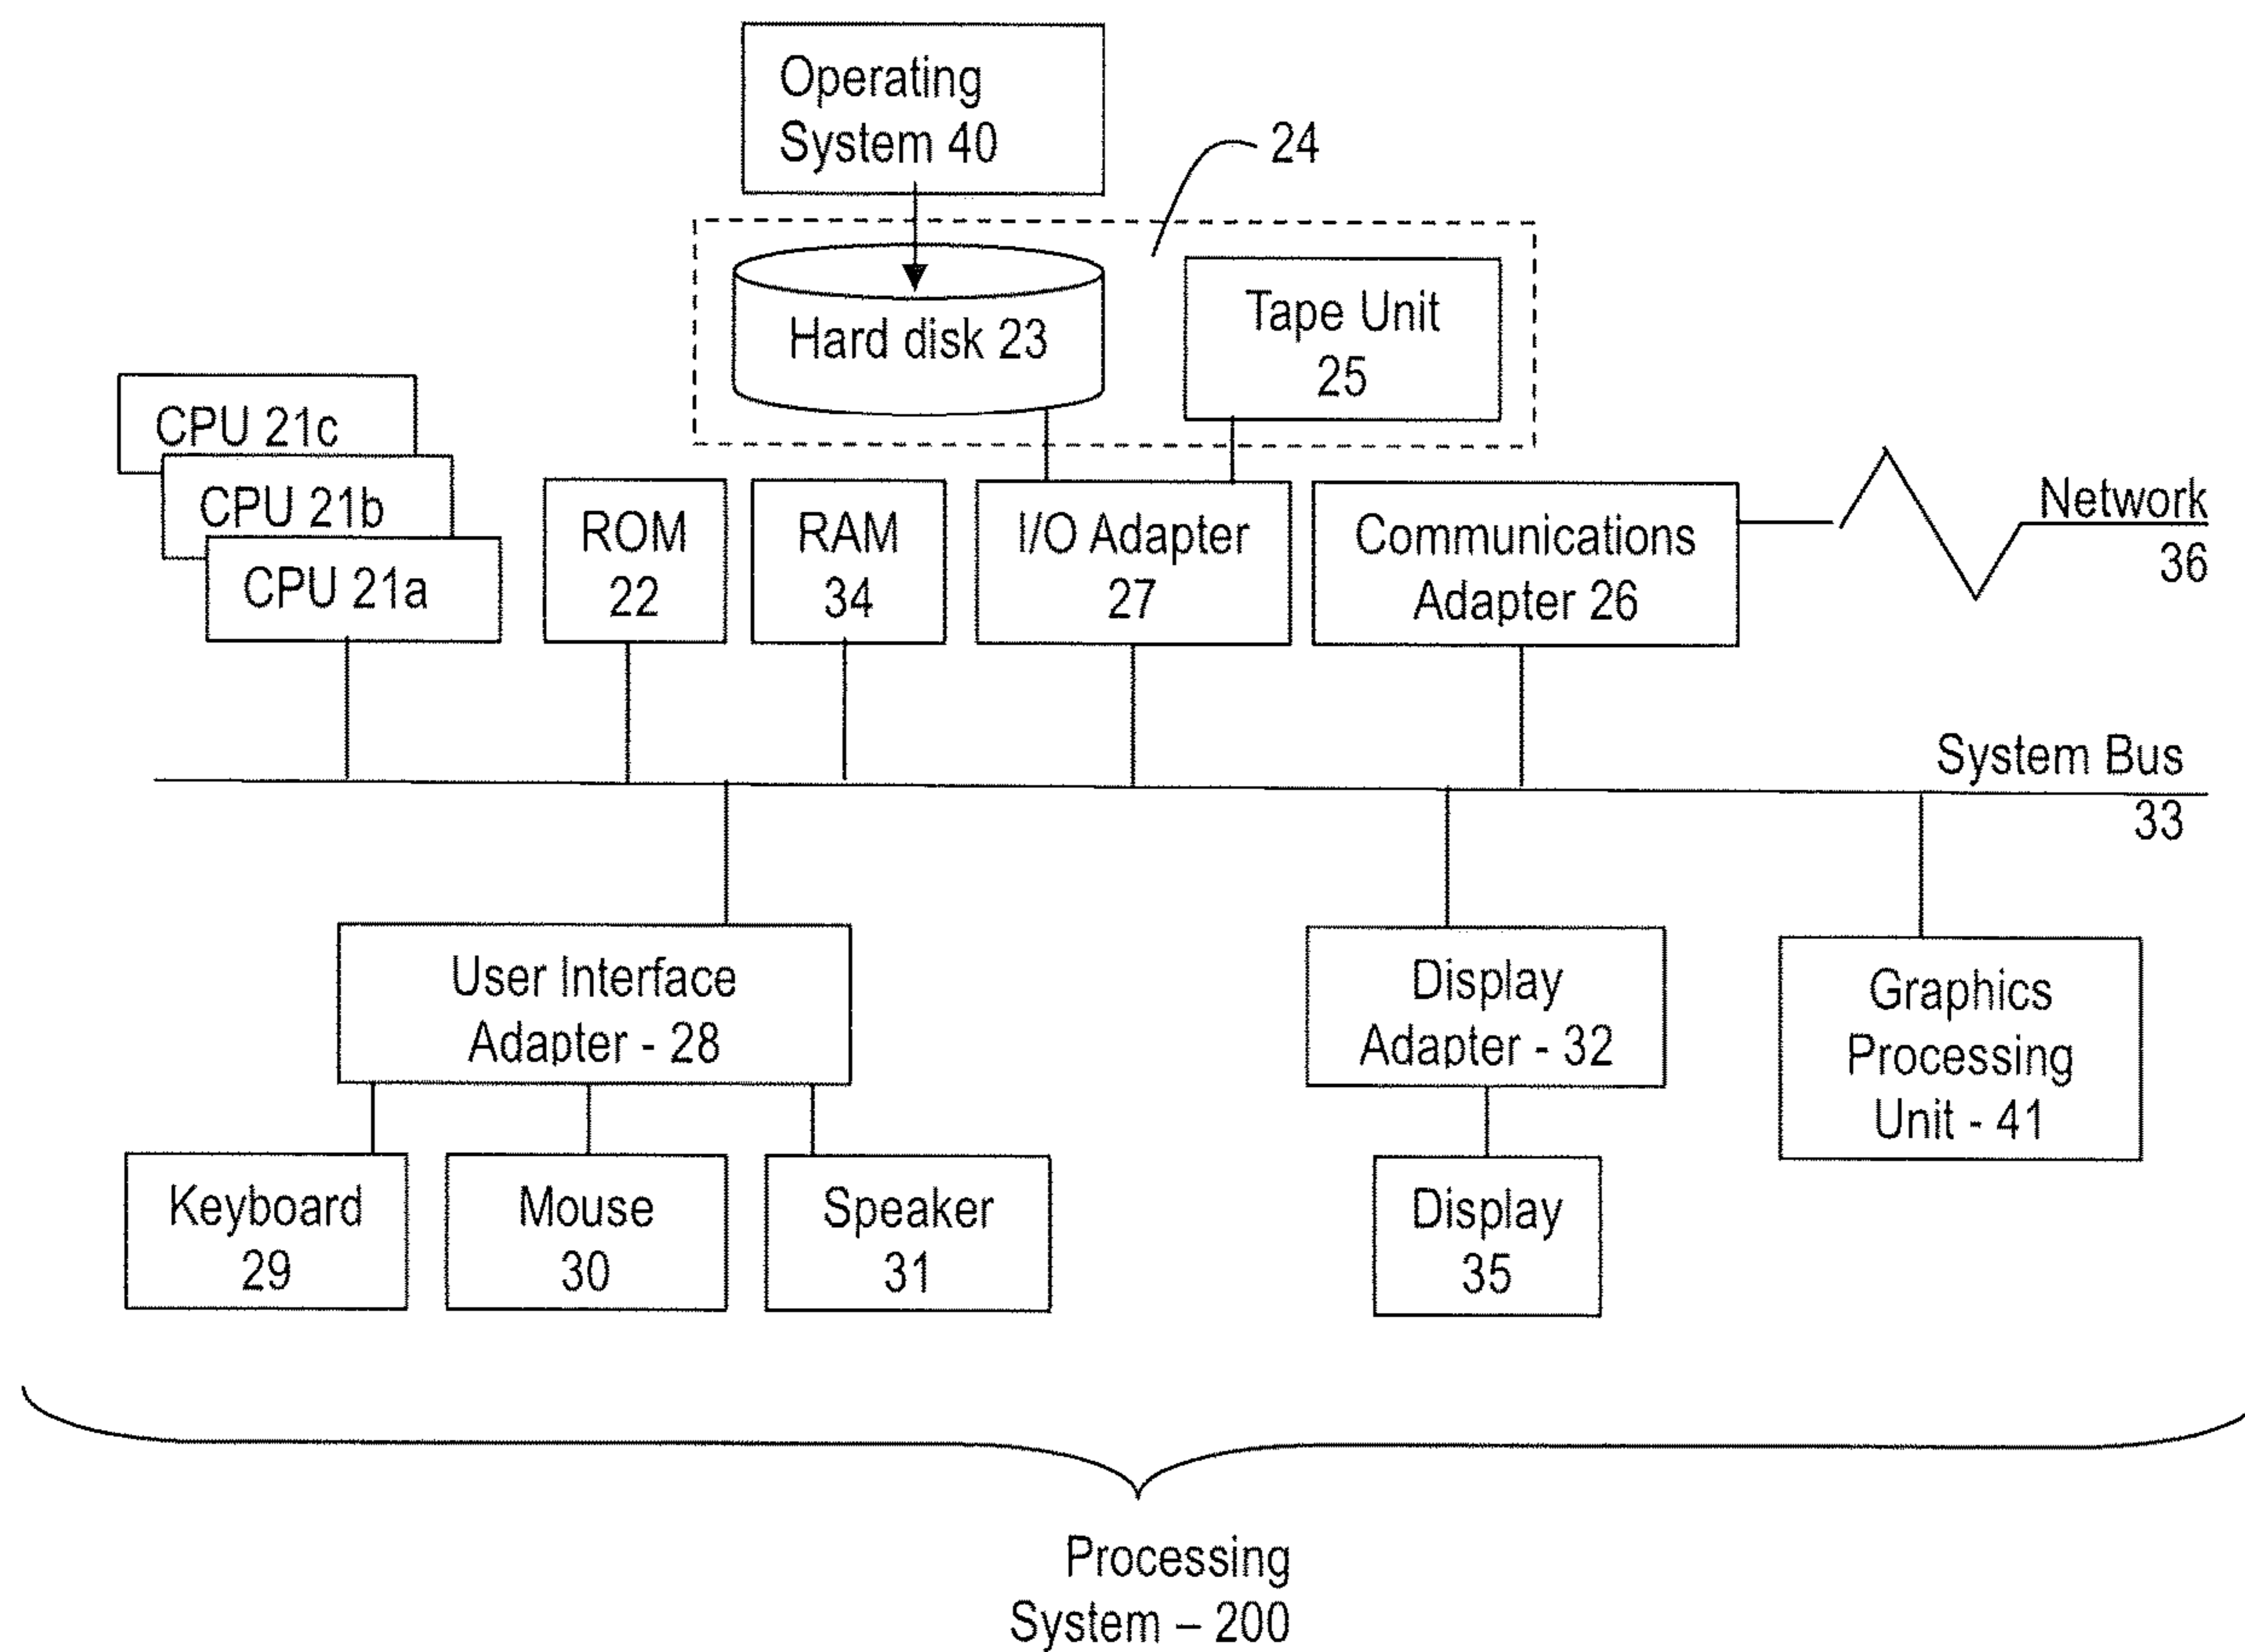 Operating
System 40
24
Hard disk 23
Tape Unit
25
CPU 21c
CPU 21b
CPU 21a
ROM
22
RAM
34
I/O Adapter
27
Communications
Adapter 26
Network
36
System Bus
33
User Interface
Adapter - 28
Display
Adapter - 32
Graphics
Processing
Unit - 41
Keyboard
29
Mouse
30
Speaker
31
Display
35
Processing
System – 200